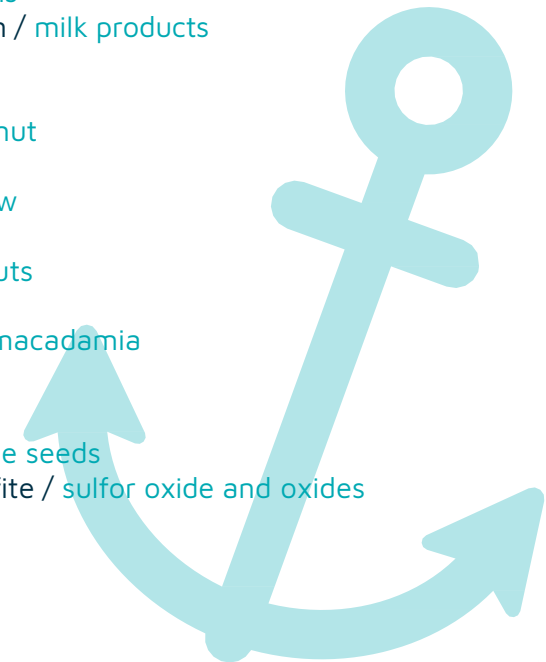 / milk products
nut
uts
macadamia
e seeds
ite / sulfor oxide and oxides